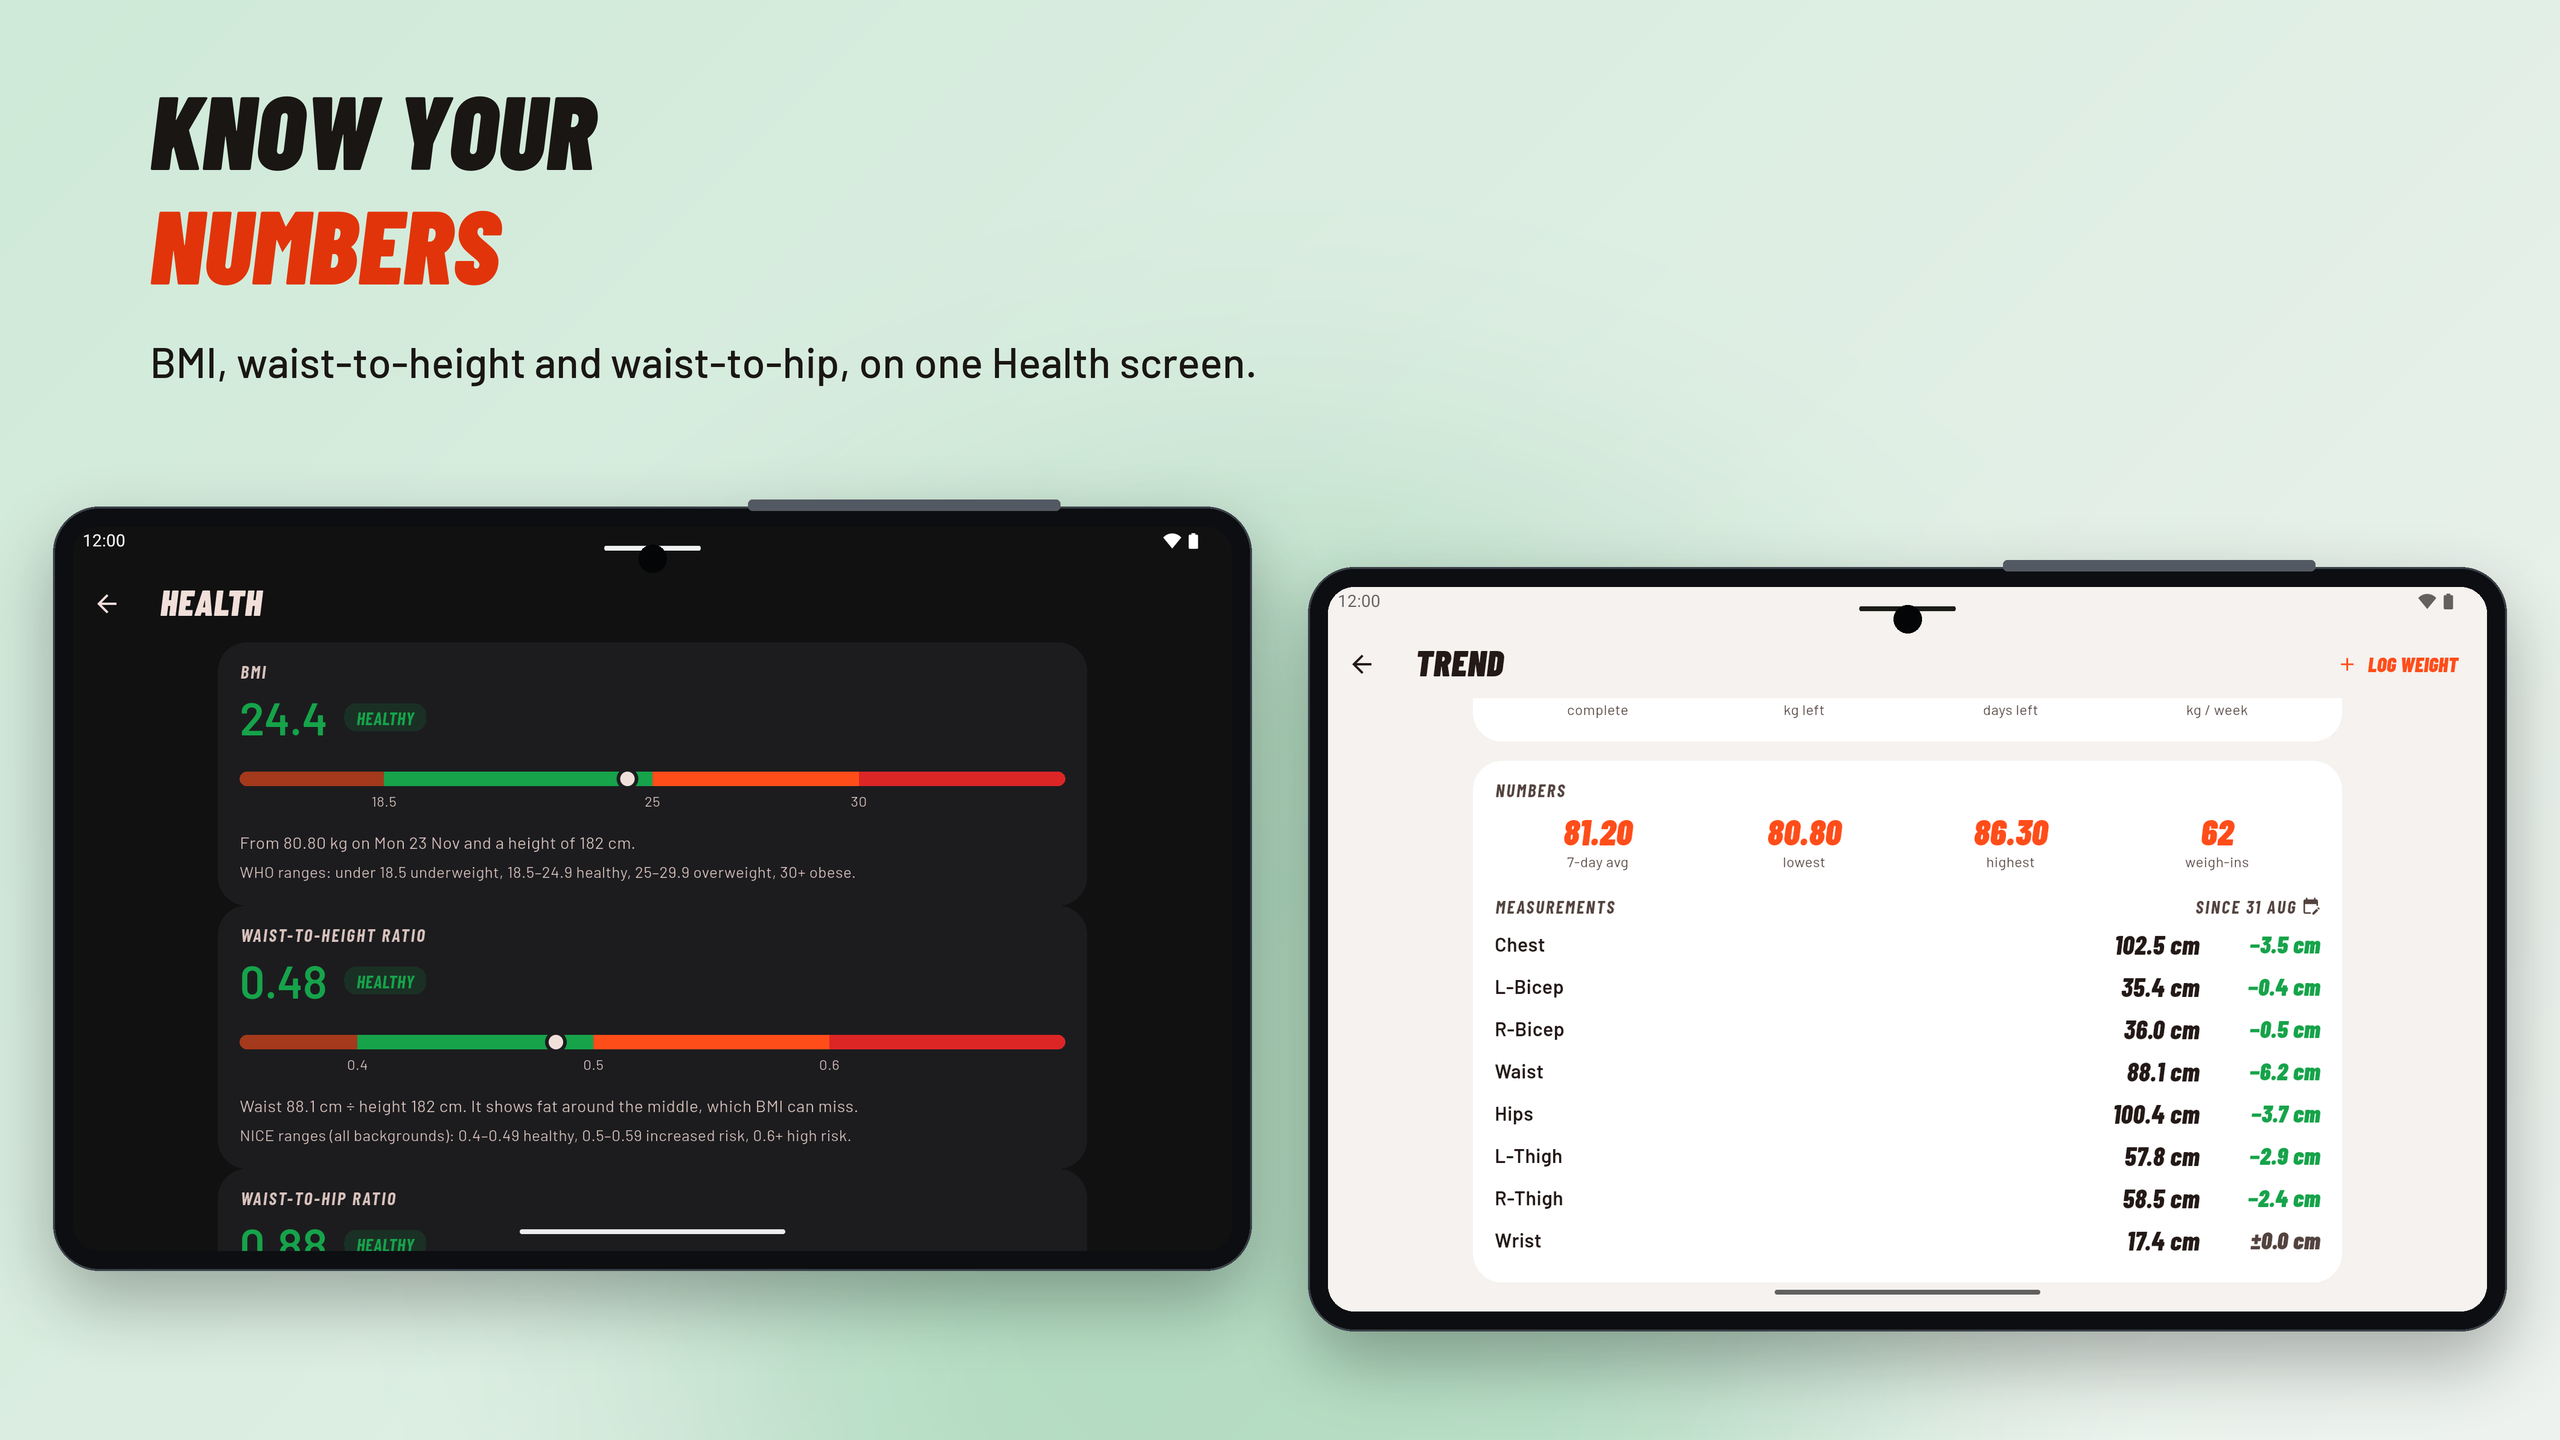 KNOW YOUR
NUMBERS
BMI, waist-to-height and waist-to-hip, on one Health screen.
12:00
HEALTH
BMI
24.4 HEALTHY
18.5 25 30
From 80.80 kg on Mon 23 Nov and a height of 182 cm.
WHO ranges: under 18.5 underweight, 18.5–24.9 healthy, 25–29.9 overweight, 30+ obese.
WAIST-TO-HEIGHT RATIO
0.48 HEALTHY
0.4 0.5 0.6
Waist 88.1 cm ÷ height 182 cm. It shows fat around the middle, which BMI can miss.
NICE ranges (all backgrounds): 0.4–0.49 healthy, 0.5–0.59 increased risk, 0.6+ high risk.
WAIST-TO-HIP RATIO
0.88 HEALTHY
12:00
TREND + LOG WEIGHT
complete kg left days left kg / week
NUMBERS
81.20 80.80 86.30 62
7-day avg lowest highest weigh-ins
MEASUREMENTS SINCE 31 AUG
Chest 102.5 cm −3.5 cm
L-Bicep 35.4 cm −0.4 cm
R-Bicep 36.0 cm −0.5 cm
Waist 88.1 cm −6.2 cm
Hips 100.4 cm −3.7 cm
L-Thigh 57.8 cm −2.9 cm
R-Thigh 58.5 cm −2.4 cm
Wrist 17.4 cm ±0.0 cm